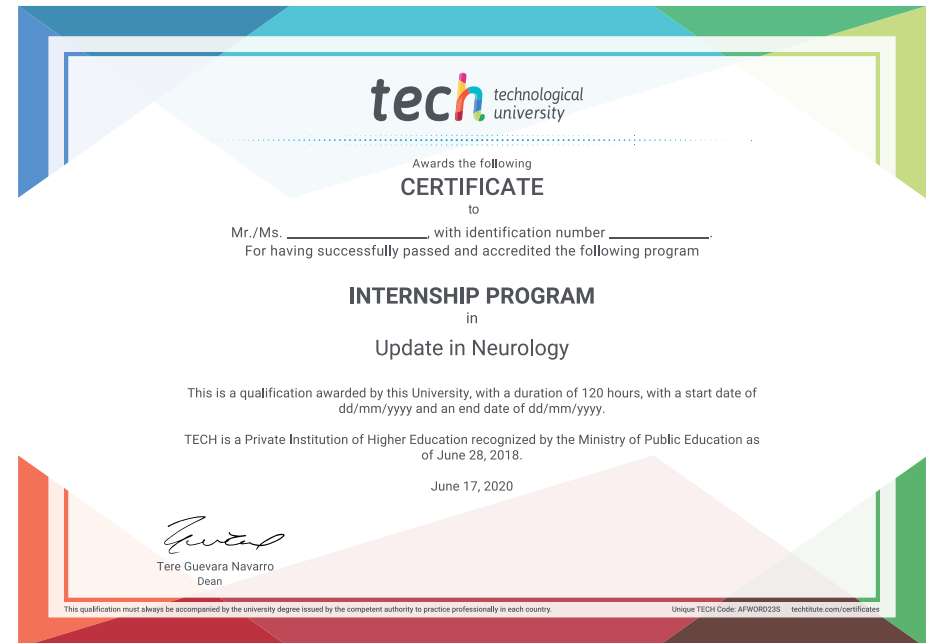 tech technological
university
Awards the following
CERTIFICATE
to
Mr./Ms. ____________________, with identification number ______________.
For having successfully passed and accredited the following program
INTERNSHIP PROGRAM
in
Update in Neurology
This is a qualification awarded by this University, with a duration of 120 hours, with a start date of
dd/mm/yyyy and an end date of dd/mm/yyyy.
TECH is a Private Institution of Higher Education recognized by the Ministry of Public Education as
of June 28, 2018.
June 17, 2020
Tere Guevara Navarro
Dean
This qualification must always be accompanied by the university degree issued by the competent authority to practice professionally in each country.
Unique TECH Code: AFWORD23S techtitute.com/certificates